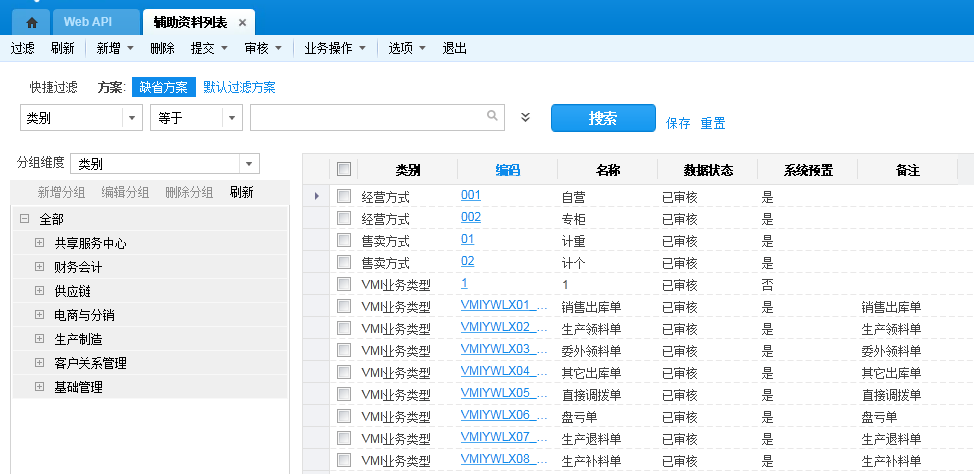 Web API 辅助资料列表 ×
过滤 刷新 新增 删除 提交 审核 业务操作 选项 退出
快捷过滤 方案: 缺省方案 默认过滤方案
类别 等于 搜索 保存 重置
分组维度 类别
新增分组 编辑分组 删除分组 刷新
全部
共享服务中心
财务会计
供应链
电商与分销
生产制造
客户关系管理
基础管理
类别 编码 名称 数据状态 系统预置 备注
经营方式 001 自营 已审核 是
经营方式 002 专柜 已审核 是
售卖方式 01 计重 已审核 是
售卖方式 02 计个 已审核 是
VMI业务类型 1 1 已审核 否
VMI业务类型 VMIYWLX01_... 销售出库单 已审核 是 销售出库单
VMI业务类型 VMIYWLX02_... 生产领料单 已审核 是 生产领料单
VMI业务类型 VMIYWLX03_... 委外领料单 已审核 是 委外领料单
VMI业务类型 VMIYWLX04_... 其它出库单 已审核 是 其它出库单
VMI业务类型 VMIYWLX05_... 直接调拨单 已审核 是 直接调拨单
VMI业务类型 VMIYWLX06_... 盘亏单 已审核 是 盘亏单
VMI业务类型 VMIYWLX07_... 生产退料单 已审核 是 生产退料单
VMI业务类型 VMIYWLX08_... 生产补料单 已审核 是 生产补料单